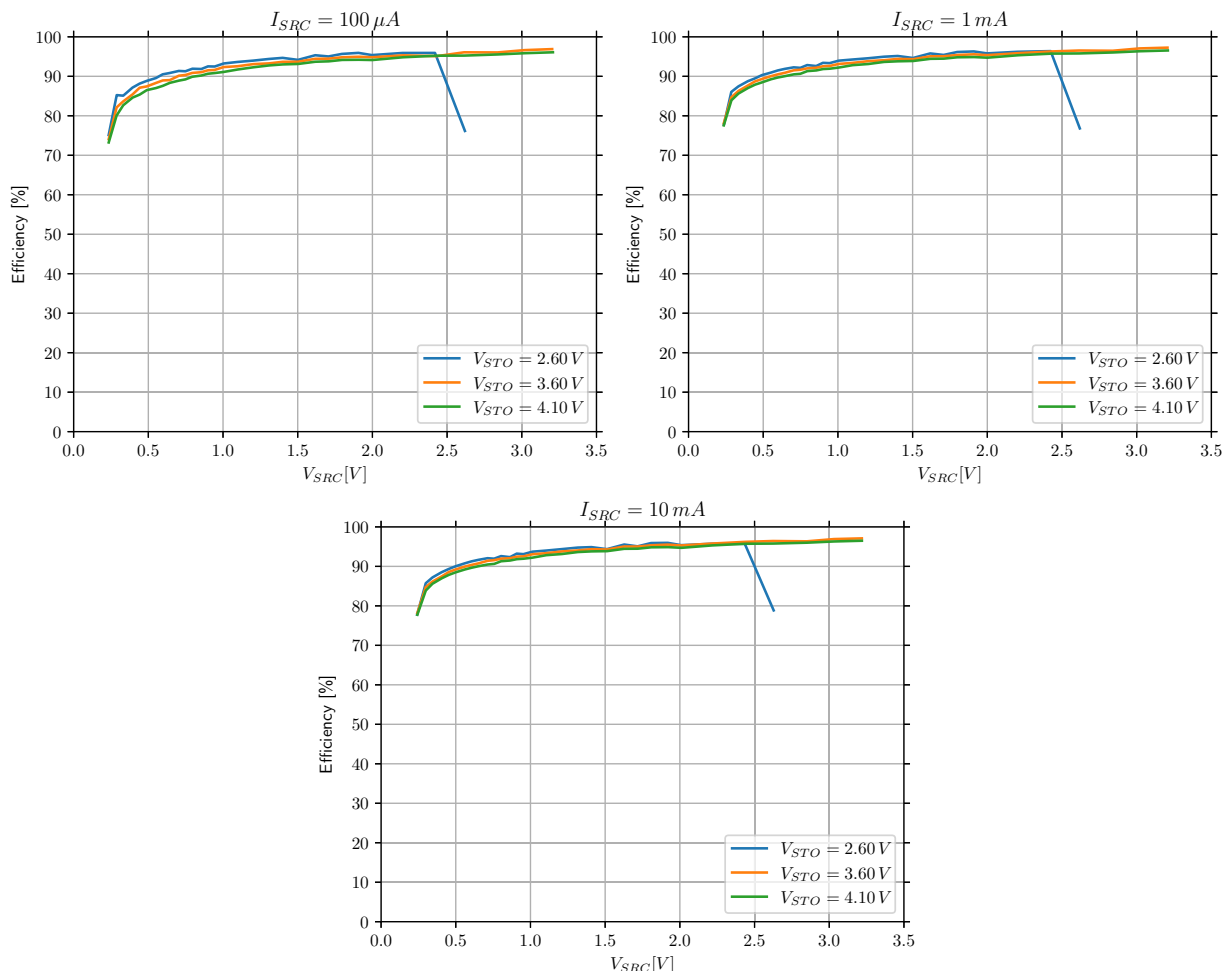 I_SRC = 100 μA
100
90
80
70
60
50
40
30
20
10
0
Efficiency [%]
V_STO = 2.60 V
V_STO = 3.60 V
V_STO = 4.10 V
0.0 0.5 1.0 1.5 2.0 2.5 3.0 3.5
V_SRC[V]
I_SRC = 1 mA
100
90
80
70
60
50
40
30
20
10
0
Efficiency [%]
V_STO = 2.60 V
V_STO = 3.60 V
V_STO = 4.10 V
0.0 0.5 1.0 1.5 2.0 2.5 3.0 3.5
V_SRC[V]
I_SRC = 10 mA
100
90
80
70
60
50
40
30
20
10
0
Efficiency [%]
V_STO = 2.60 V
V_STO = 3.60 V
V_STO = 4.10 V
0.0 0.5 1.0 1.5 2.0 2.5 3.0 3.5
V_SRC[V]